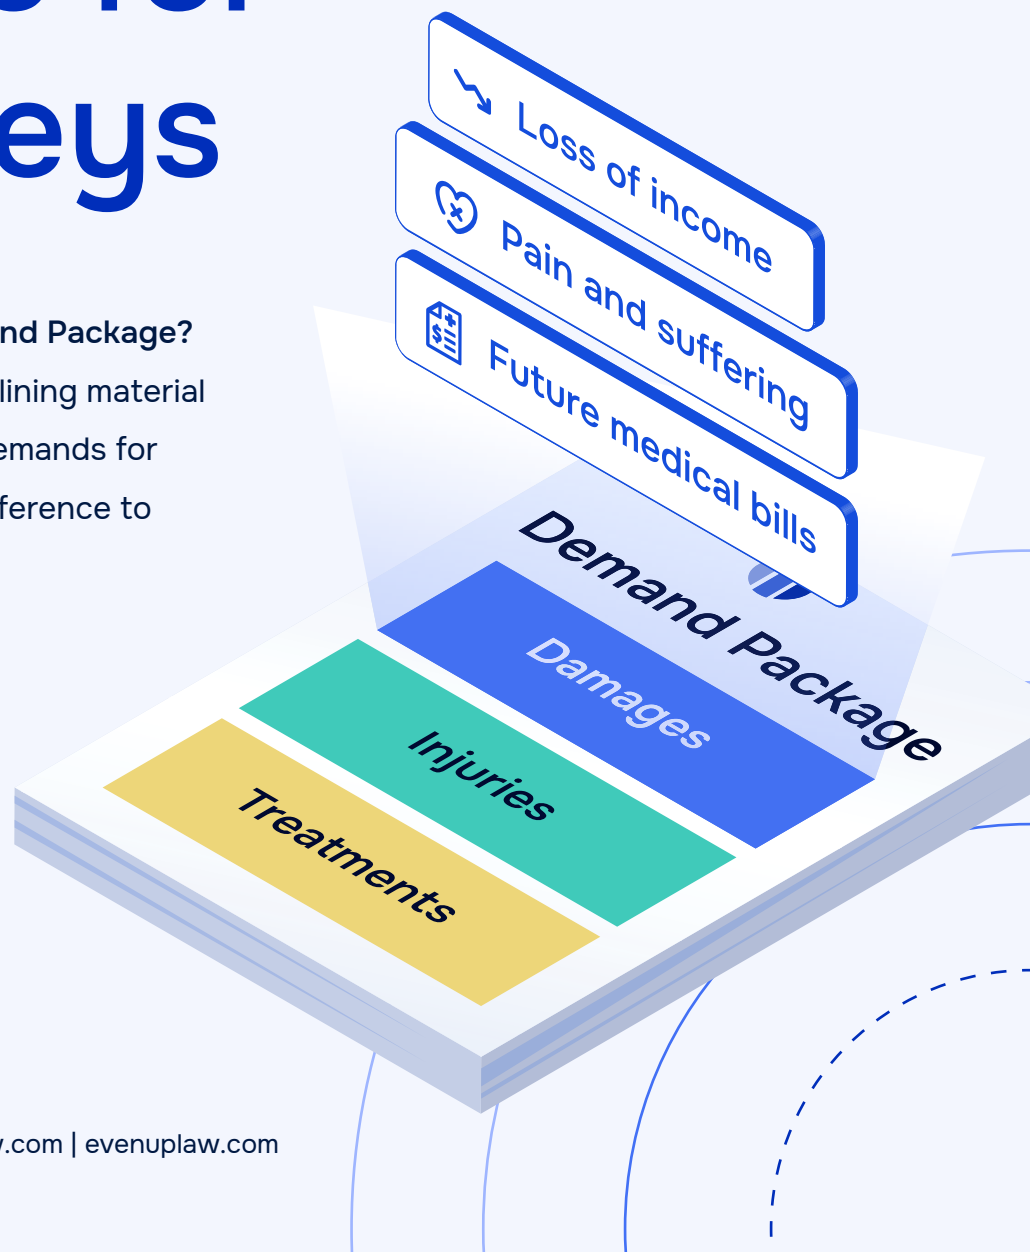 eys
nd Package?
lining material
emands for
ference to
Loss of income
Pain and suffering
Future medical bills
Demand Package
Damages
Injuries
Treatments
.com | evenuplaw.com